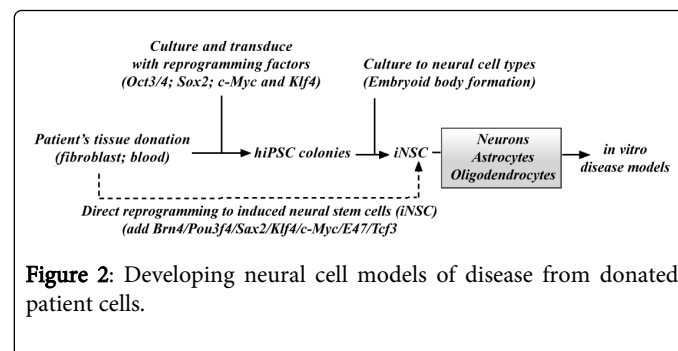 Culture and transduce
with reprogramming factors
(Oct3/4; Sox2; c-Myc and Klf4)
Culture to neural cell types
(Embryoid body formation)
Patient's tissue donation
(fibroblast; blood)
hiPSC colonies
iNSC
Neurons
Astrocytes
Oligodendrocytes
in vitro
disease models
Direct reprogramming to induced neural stem cells (iNSC)
(add Brn4/Pou3f4/Sax2/Klf4/c-Myc/E47/Tcf3
Figure 2: Developing neural cell models of disease from donated
patient cells.